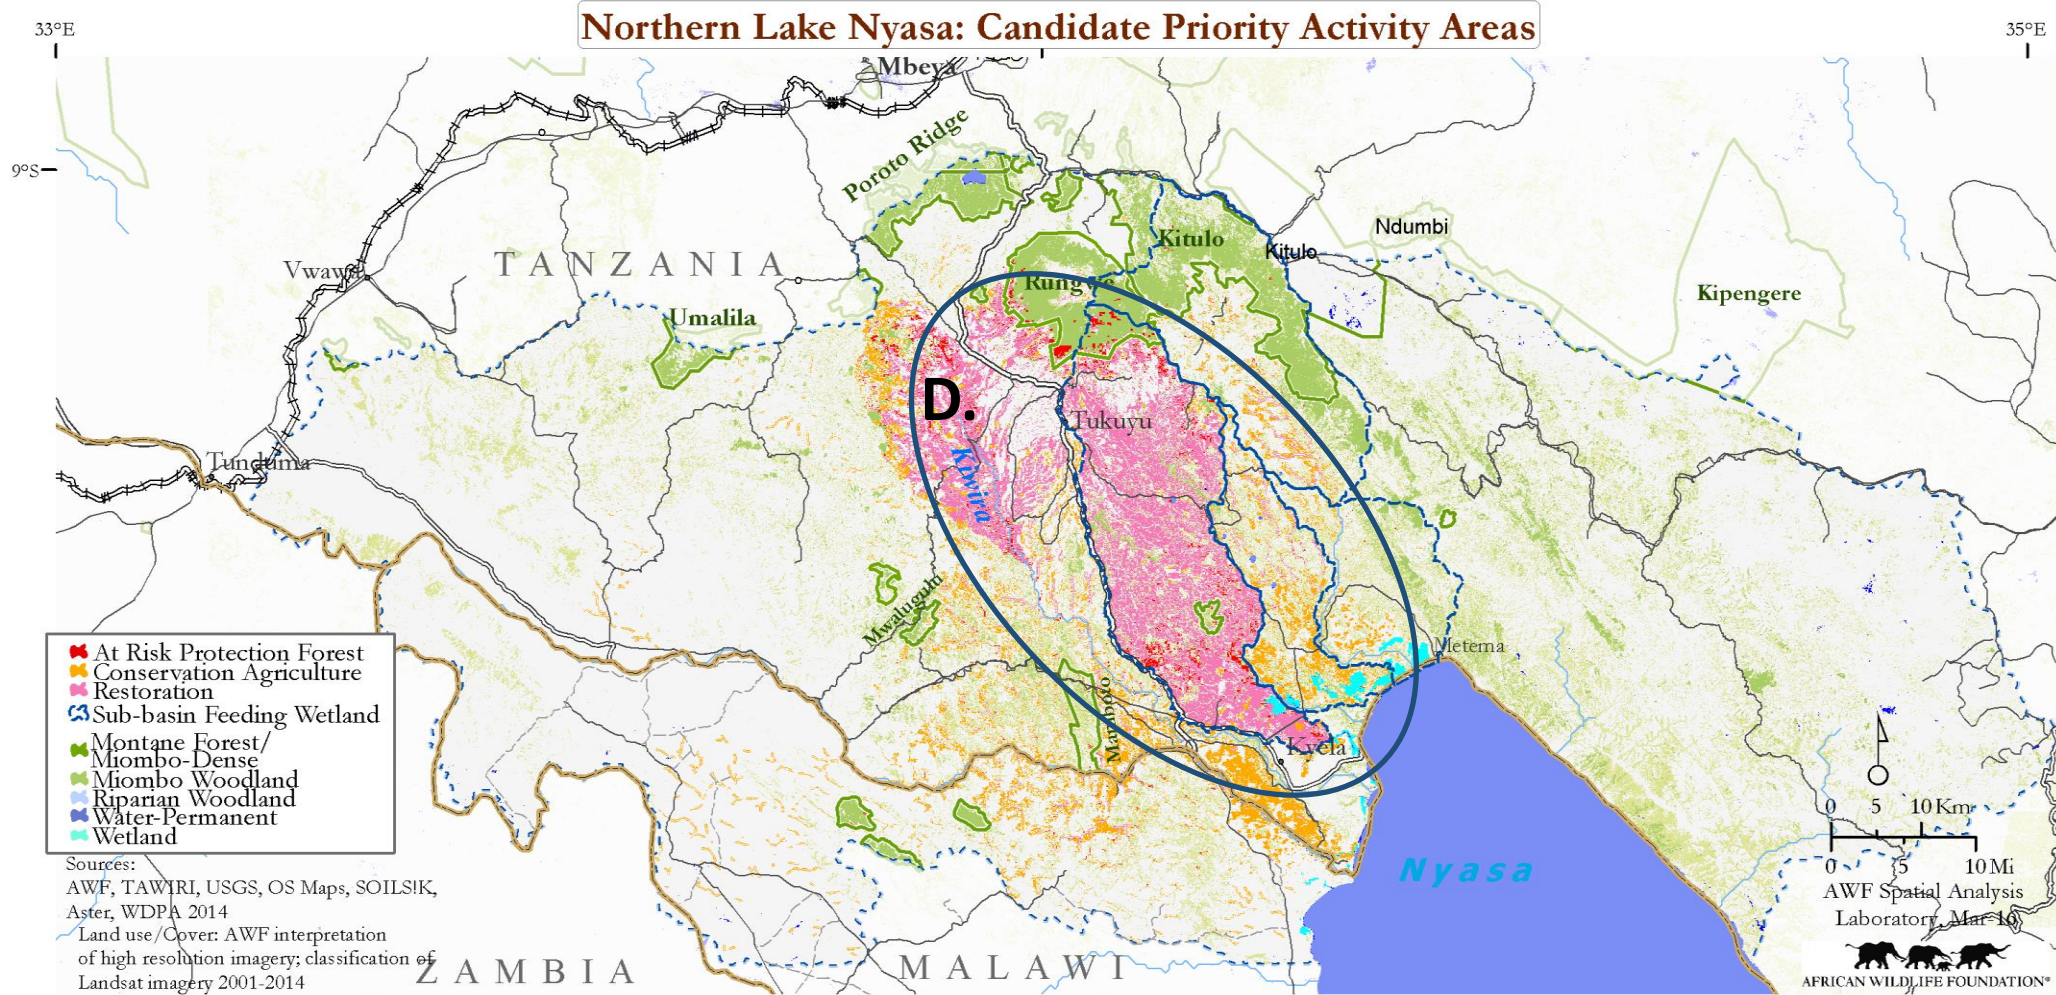 Northern Lake Nyasa: Candidate Priority Activity Areas
33°E
35°E
Mbeya
Poroto Ridge
9°S
Ndumbi
Kitulo
Kitulo
Vwawa
TANZANIA
Rungwe
Kipengere
Umalila
D.
Tukuyu
Tunduma
Kiwira
Mwalugulu
Metema
At Risk Protection Forest
Conservation Agriculture
Restoration
Sub-basin Feeding Wetland
Montane Forest/
Miombo-Dense
Miombo Woodland
Riparian Woodland
Water-Permanent
Wetland
Kyela
0 5 10 Km
0 5 10 Mi
Nyasa
Sources:
AWF, TAWIRI, USGS, OS Maps, SOILS!K,
Aster, WDPA 2014
Land use/Cover: AWF interpretation
of high resolution imagery; classification of
Landsat imagery 2001-2014
AWF Spatial Analysis
Laboratory, Mar-16
ZAMBIA
MALAWI
AFRICAN WILDLIFE FOUNDATION®